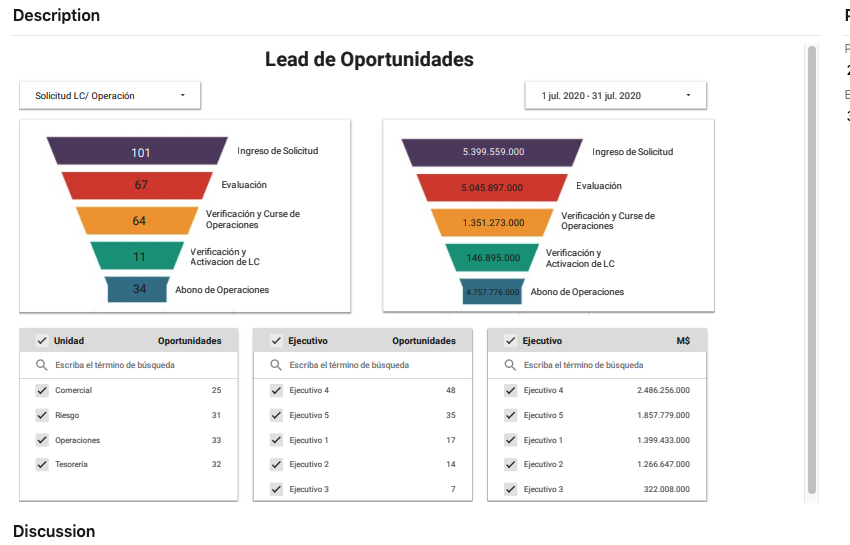 Description
Lead de Oportunidades
Solicitud LC/ Operación
1 jul. 2020 - 31 jul. 2020
101
Ingreso de Solicitud
67
Evaluación
64
Verificación y Curse de
Operaciones
11
Verificación y
Activacion de LC
34
Abono de Operaciones
5.399.559.000
Ingreso de Solicitud
5.045.897.000
Evaluación
1.351.273.000
Verificación y Curse de
Operaciones
146.895.000
Verificación y
Activacion de LC
4.757.776.000
Abono de Operaciones
Unidad Oportunidades
Escriba el término de búsqueda
Comercial 25
Riesgo 31
Operaciones 33
Tesorería 32
Ejecutivo Oportunidades
Escriba el término de búsqueda
Ejecutivo 4 48
Ejecutivo 5 35
Ejecutivo 1 17
Ejecutivo 2 14
Ejecutivo 3 7
Ejecutivo M$
Escriba el término de búsqueda
Ejecutivo 4 2.486.256.000
Ejecutivo 5 1.857.779.000
Ejecutivo 1 1.399.433.000
Ejecutivo 2 1.266.647.000
Ejecutivo 3 322.008.000
Discussion